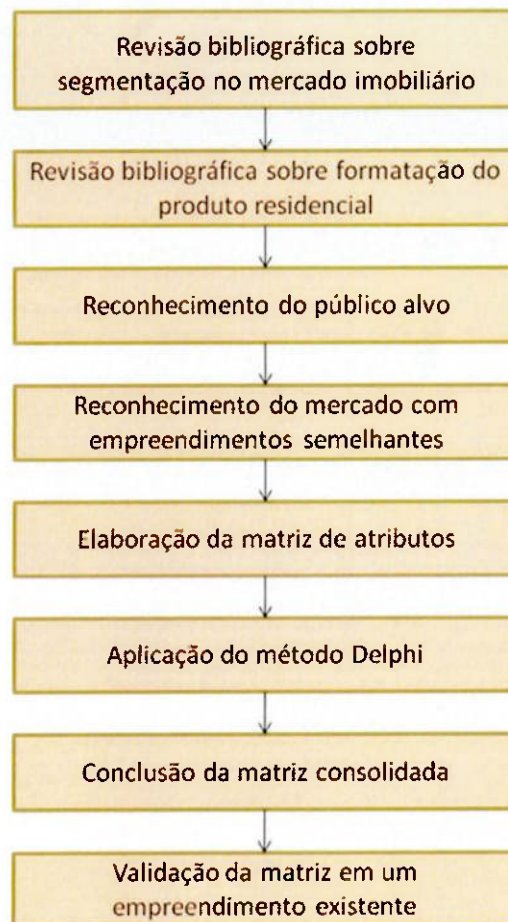 Revisão bibliográfica sobre
segmentação no mercado imobiliário
Revisão bibliográfica sobre formatação do
produto residencial
Reconhecimento do público alvo
Reconhecimento do mercado com
empreendimentos semelhantes
Elaboração da matriz de atributos
Aplicação do método Delphi
Conclusão da matriz consolidada
Validação da matriz em um
empreendimento existente